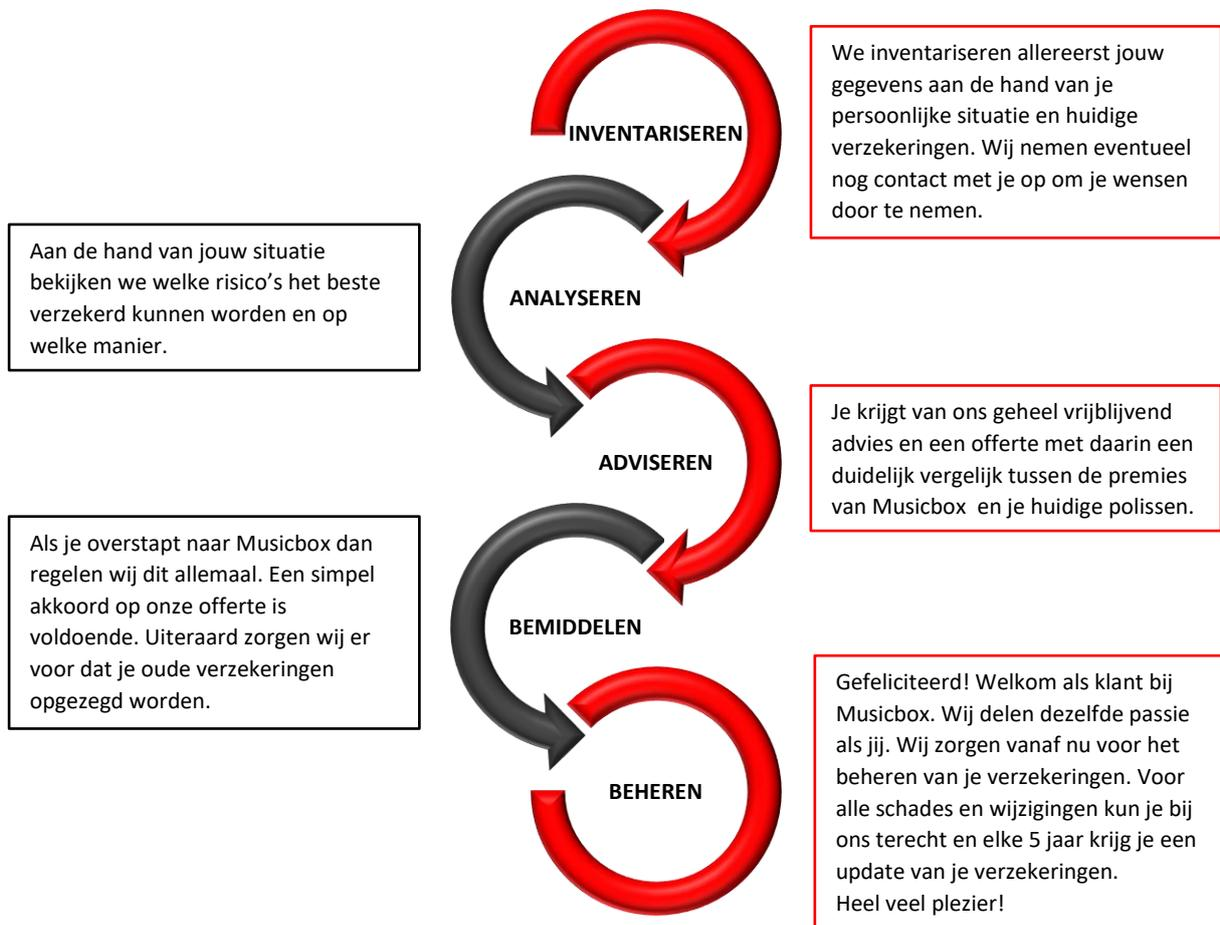 INVENTARISEREN
We inventariseren allereerst jouw
gegevens aan de hand van je
persoonlijke situatie en huidige
verzekeringen. Wij nemen eventueel
nog contact met je op om je wensen
door te nemen.
ANALYSEREN
Aan de hand van jouw situatie
bekijken we welke risico’s het beste
verzekerd kunnen worden en op
welke manier.
ADVISEREN
Je krijgt van ons geheel vrijblijvend
advies en een offerte met daarin een
duidelijk vergelijk tussen de premies
van Musicbox  en je huidige polissen.
BEMIDDELEN
Als je overstapt naar Musicbox dan
regelen wij dit allemaal. Een simpel
akkoord op onze offerte is
voldoende. Uiteraard zorgen wij er
voor dat je oude verzekeringen
opgezegd worden.
BEHEREN
Gefeliciteerd! Welkom als klant bij
Musicbox. Wij delen dezelfde passie
als jij. Wij zorgen vanaf nu voor het
beheren van je verzekeringen. Voor
alle schades en wijzigingen kun je bij
ons terecht en elke 5 jaar krijg je een
update van je verzekeringen.
Heel veel plezier!